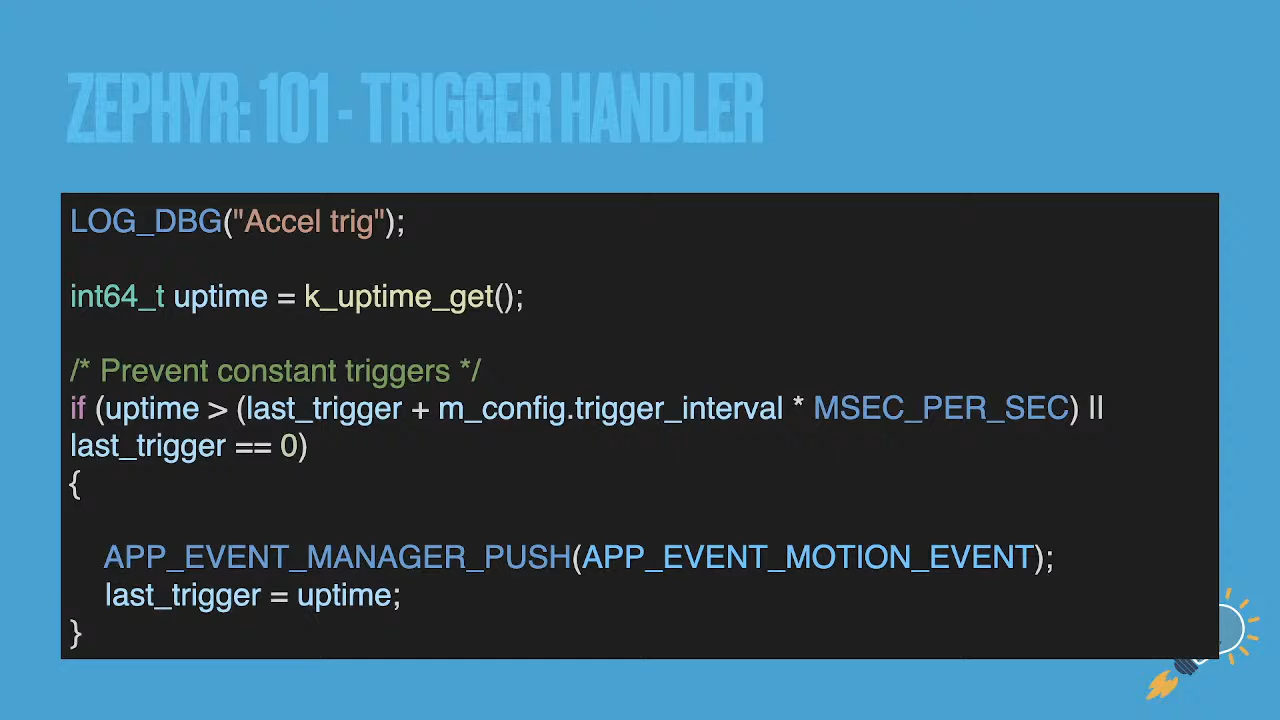 ZEPHYR: 101 - TRIGGER HANDLER
LOG_DBG("Accel trig");
int64_t uptime = k_uptime_get();
/* Prevent constant triggers */
if (uptime > (last_trigger + m_config.trigger_interval * MSEC_PER_SEC) ||
last_trigger == 0)
{
APP_EVENT_MANAGER_PUSH(APP_EVENT_MOTION_EVENT);
last_trigger = uptime;
}